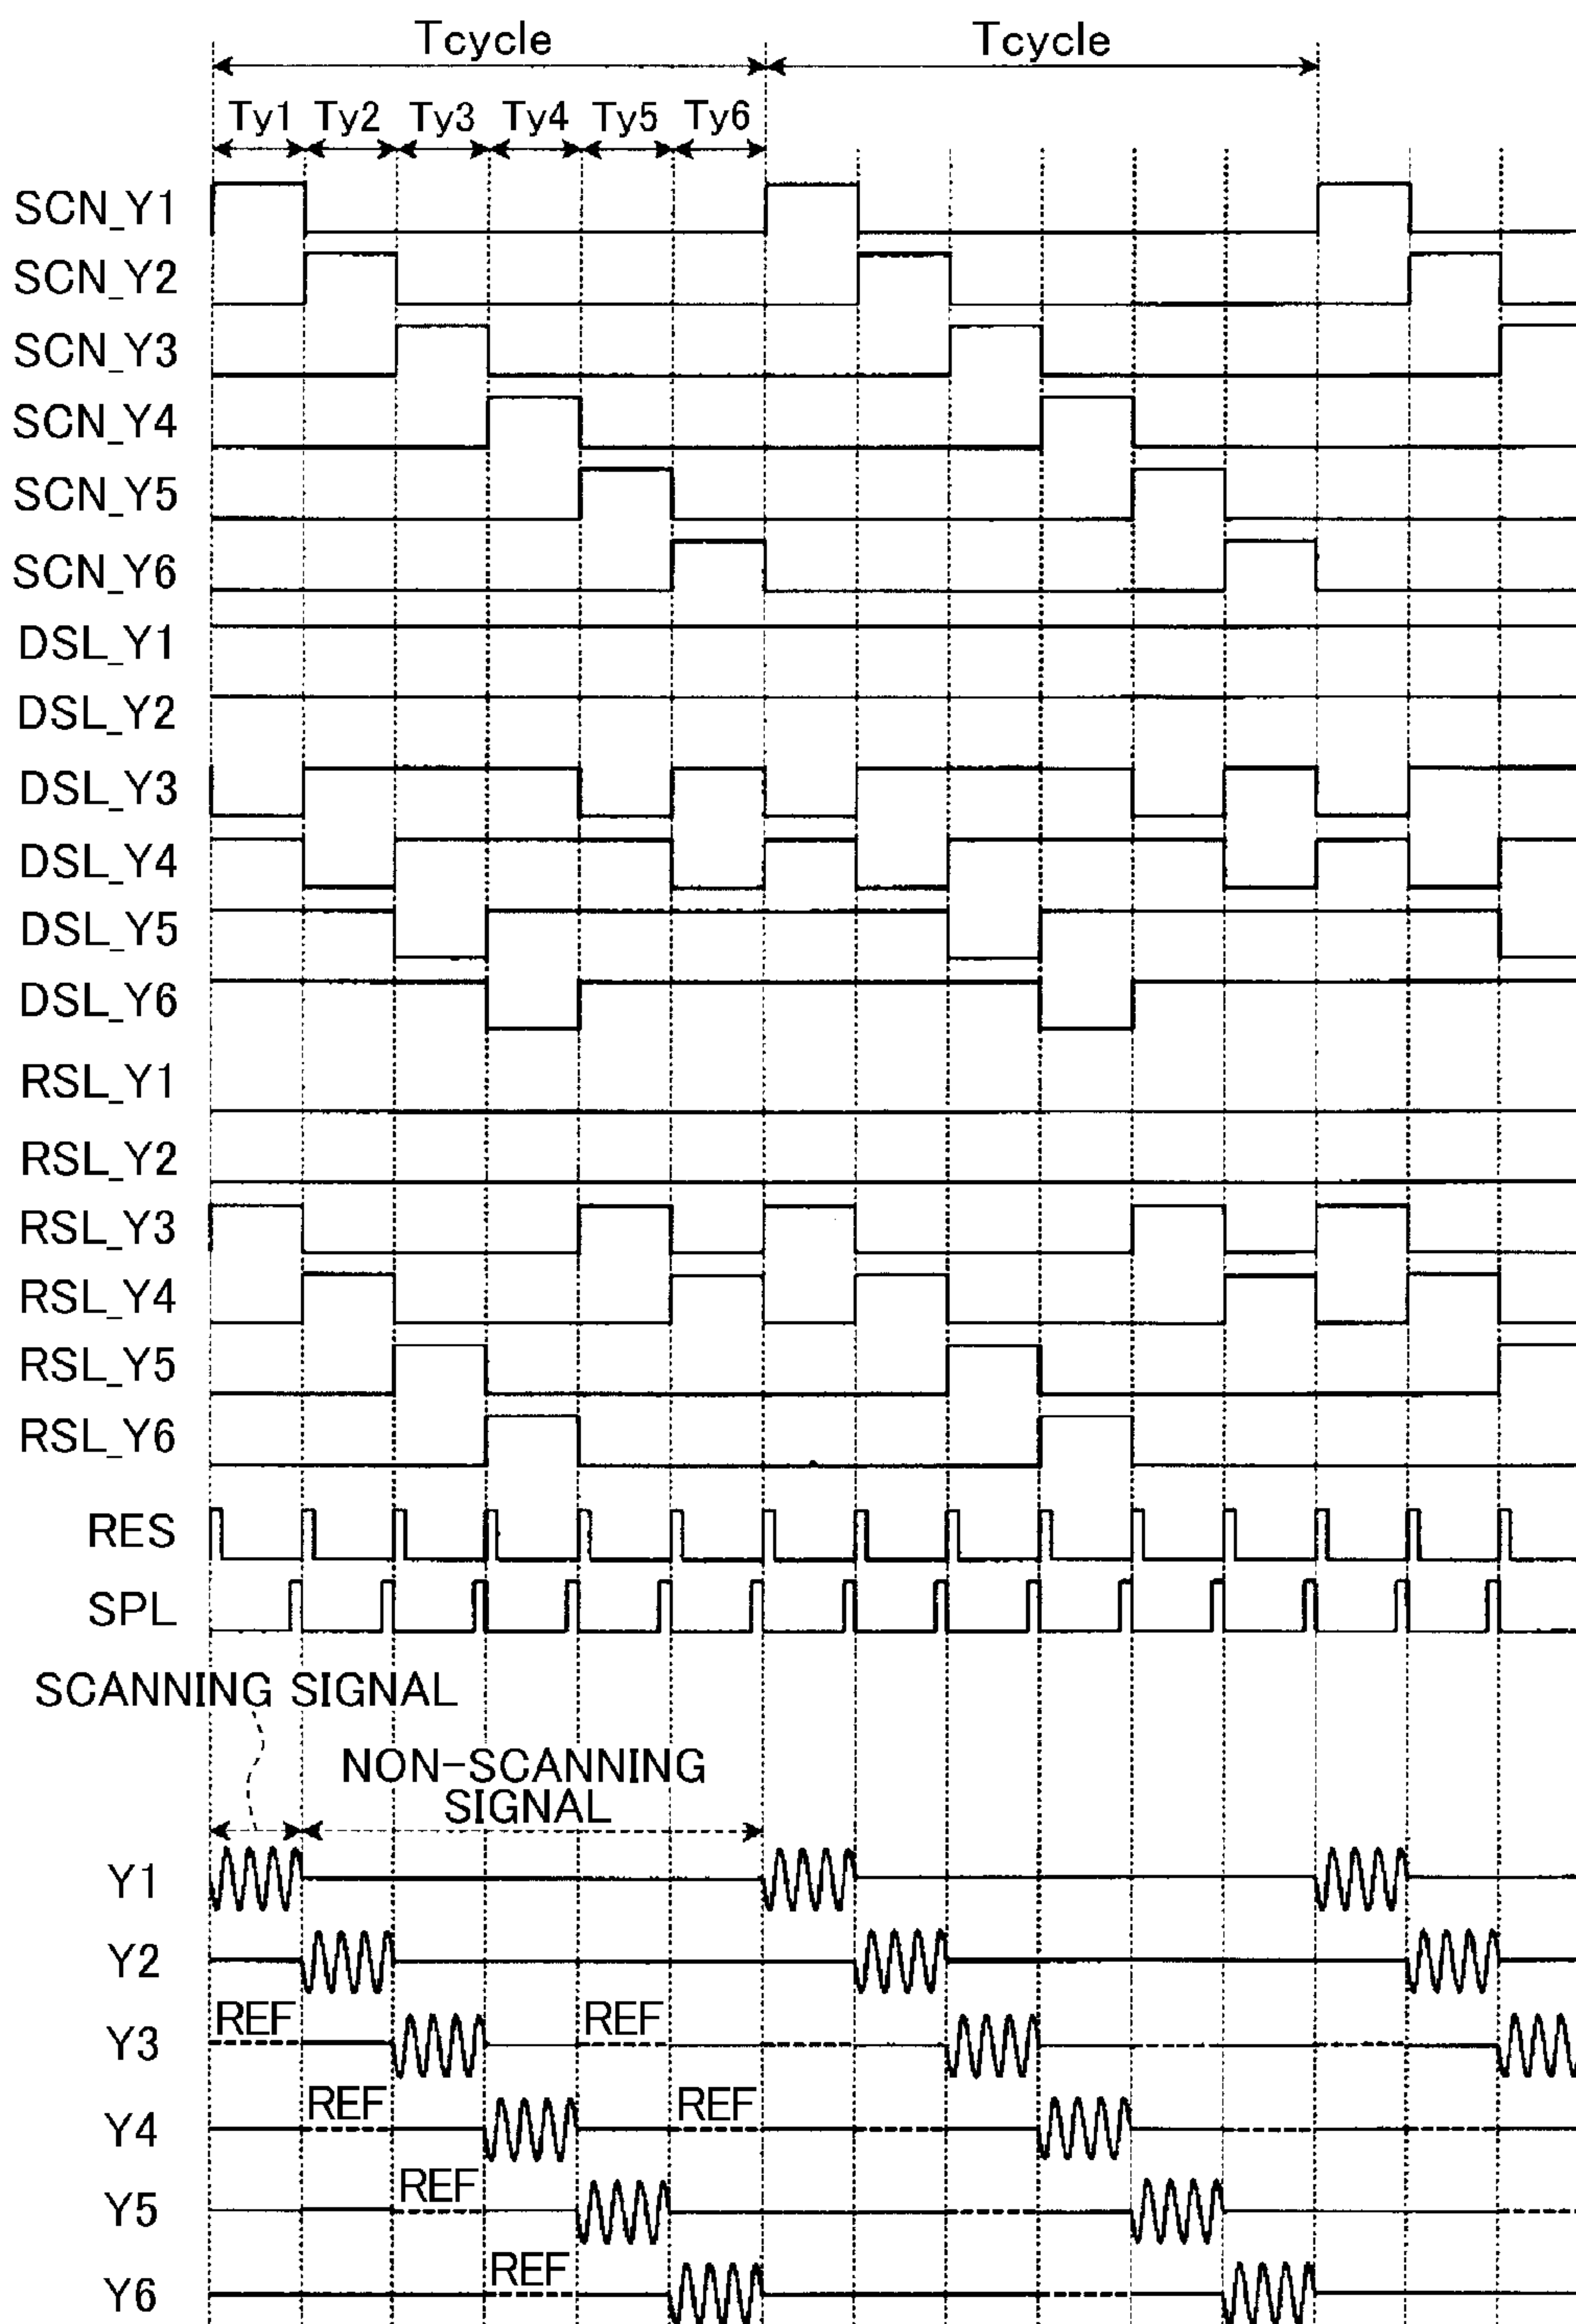 Tcycle Tcycle
Ty1 Ty2 Ty3 Ty4 Ty5 Ty6
SCN_Y1
SCN_Y2
SCN_Y3
SCN_Y4
SCN_Y5
SCN_Y6
DSL_Y1
DSL_Y2
DSL_Y3
DSL_Y4
DSL_Y5
DSL_Y6
RSL_Y1
RSL_Y2
RSL_Y3
RSL_Y4
RSL_Y5
RSL_Y6
RES
SPL
SCANNING SIGNAL
NON-SCANNING
SIGNAL
Y1
Y2
Y3 REF REF
Y4 REF REF
Y5 REF
Y6 REF